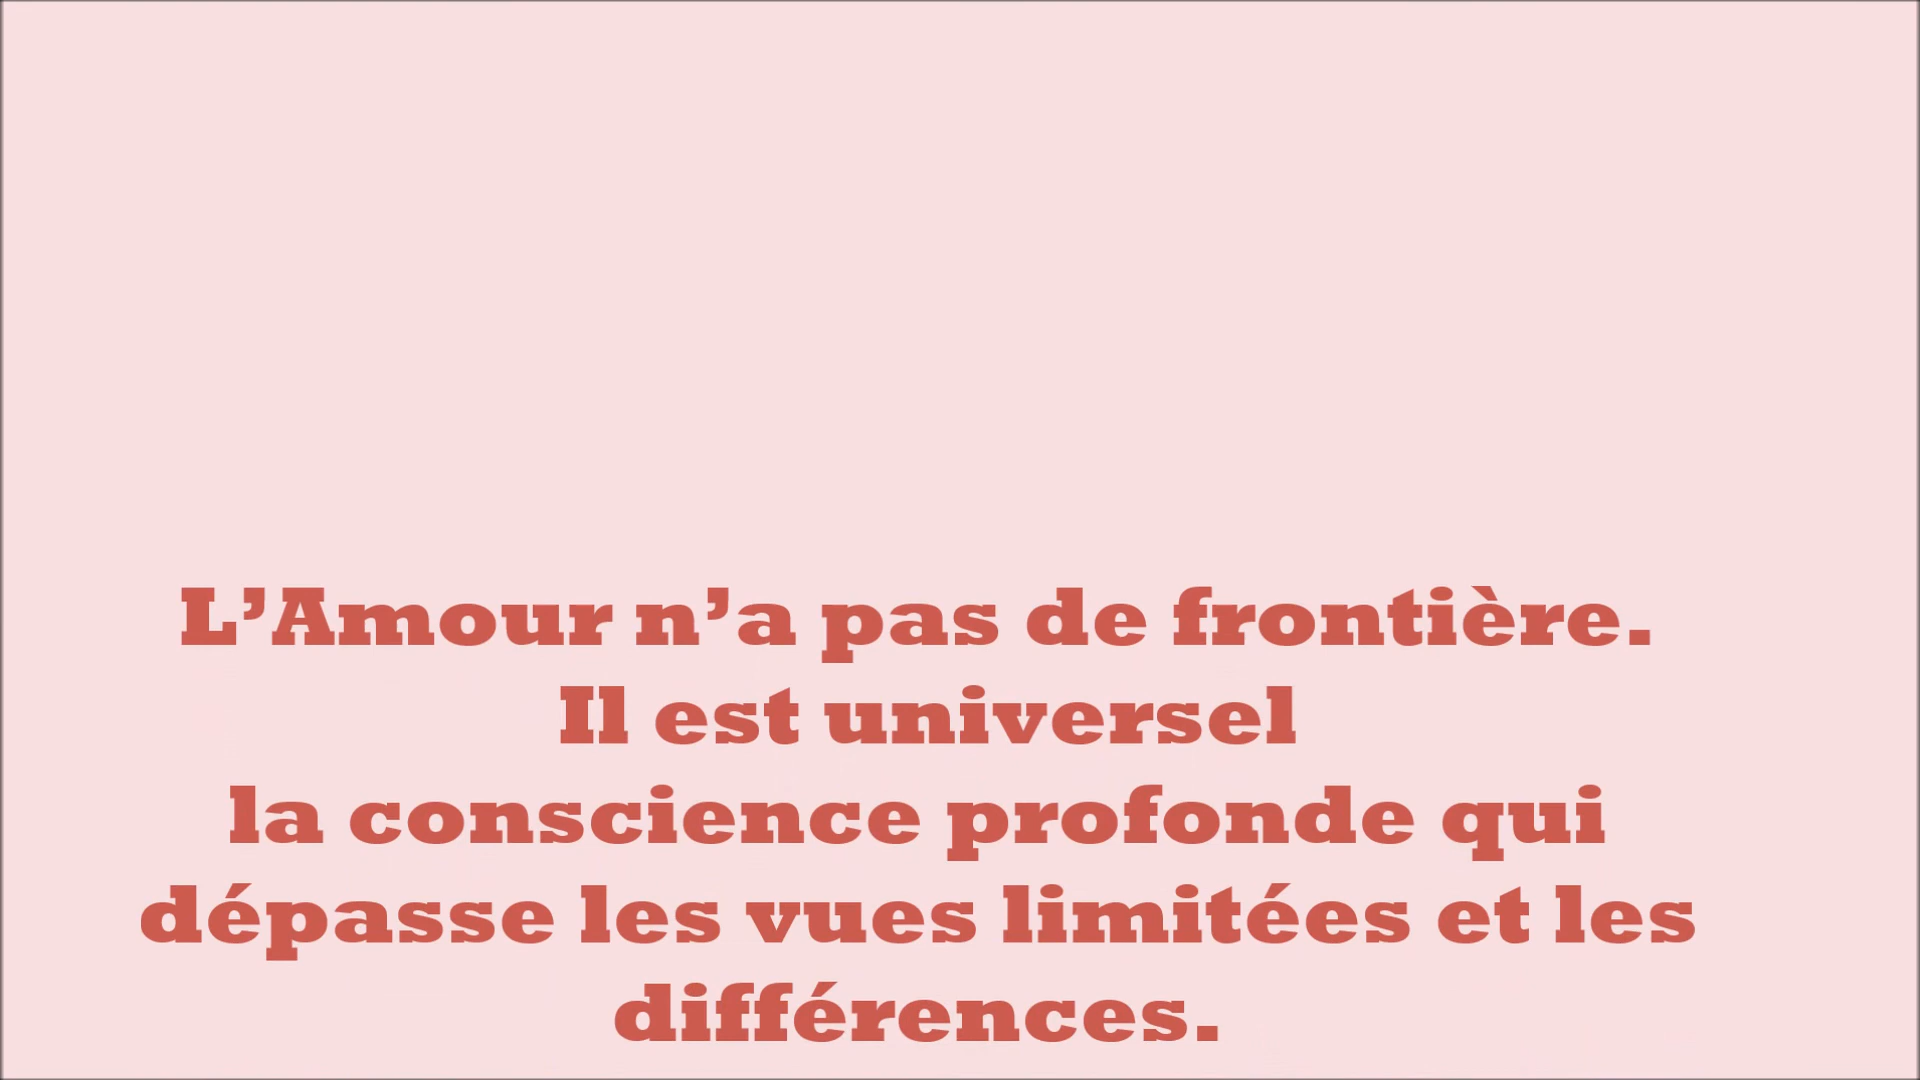 L’Amour n’a pas de frontière.
Il est universel
la conscience profonde qui
dépasse les vues limitées et les
différences.